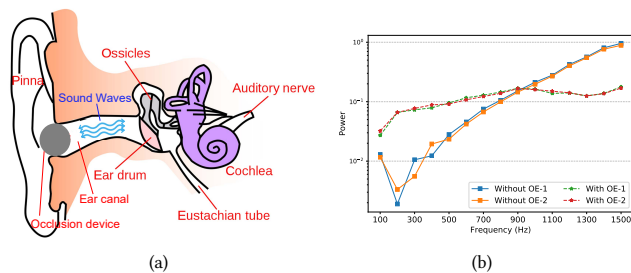 Ossicles
Pinna
Auditory nerve
Sound Waves
Cochlea
Ear drum
Ear canal
Occlusion device
Eustachian tube
(a)
Power
10⁰
10⁻¹
10⁻²
Without OE-1
Without OE-2
With OE-1
With OE-2
100 300 500 700 900 1100 1300 1500
Frequency (Hz)
(b)